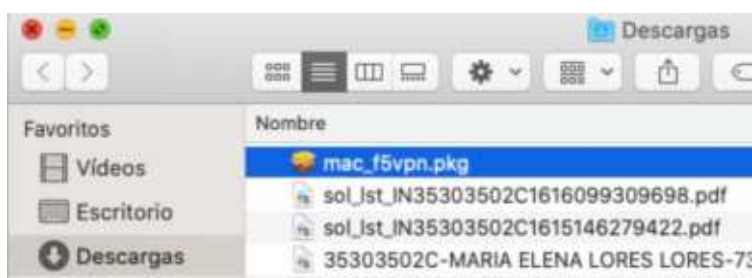 Descargas
Favoritos
Vídeos
Escritorio
Descargas
Nombre
mac_f5vpn.pkg
sol_lst_IN35303502C1616099309698.pdf
sol_lst_IN35303502C1615146279422.pdf
35303502C-MARIA ELENA LORES LORES-